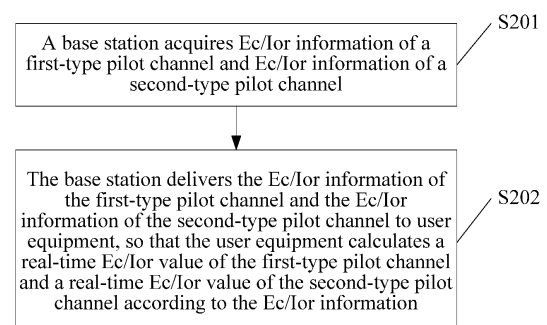 S201
A base station acquires Ec/Ior information of a
first-type pilot channel and Ec/Ior information of a
second-type pilot channel
S202
The base station delivers the Ec/Ior information of
the first-type pilot channel and the Ec/Ior
information of the second-type pilot channel to user
equipment, so that the user equipment calculates a
real-time Ec/Ior value of the first-type pilot channel
and a real-time Ec/Ior value of the second-type pilot
channel according to the Ec/Ior information